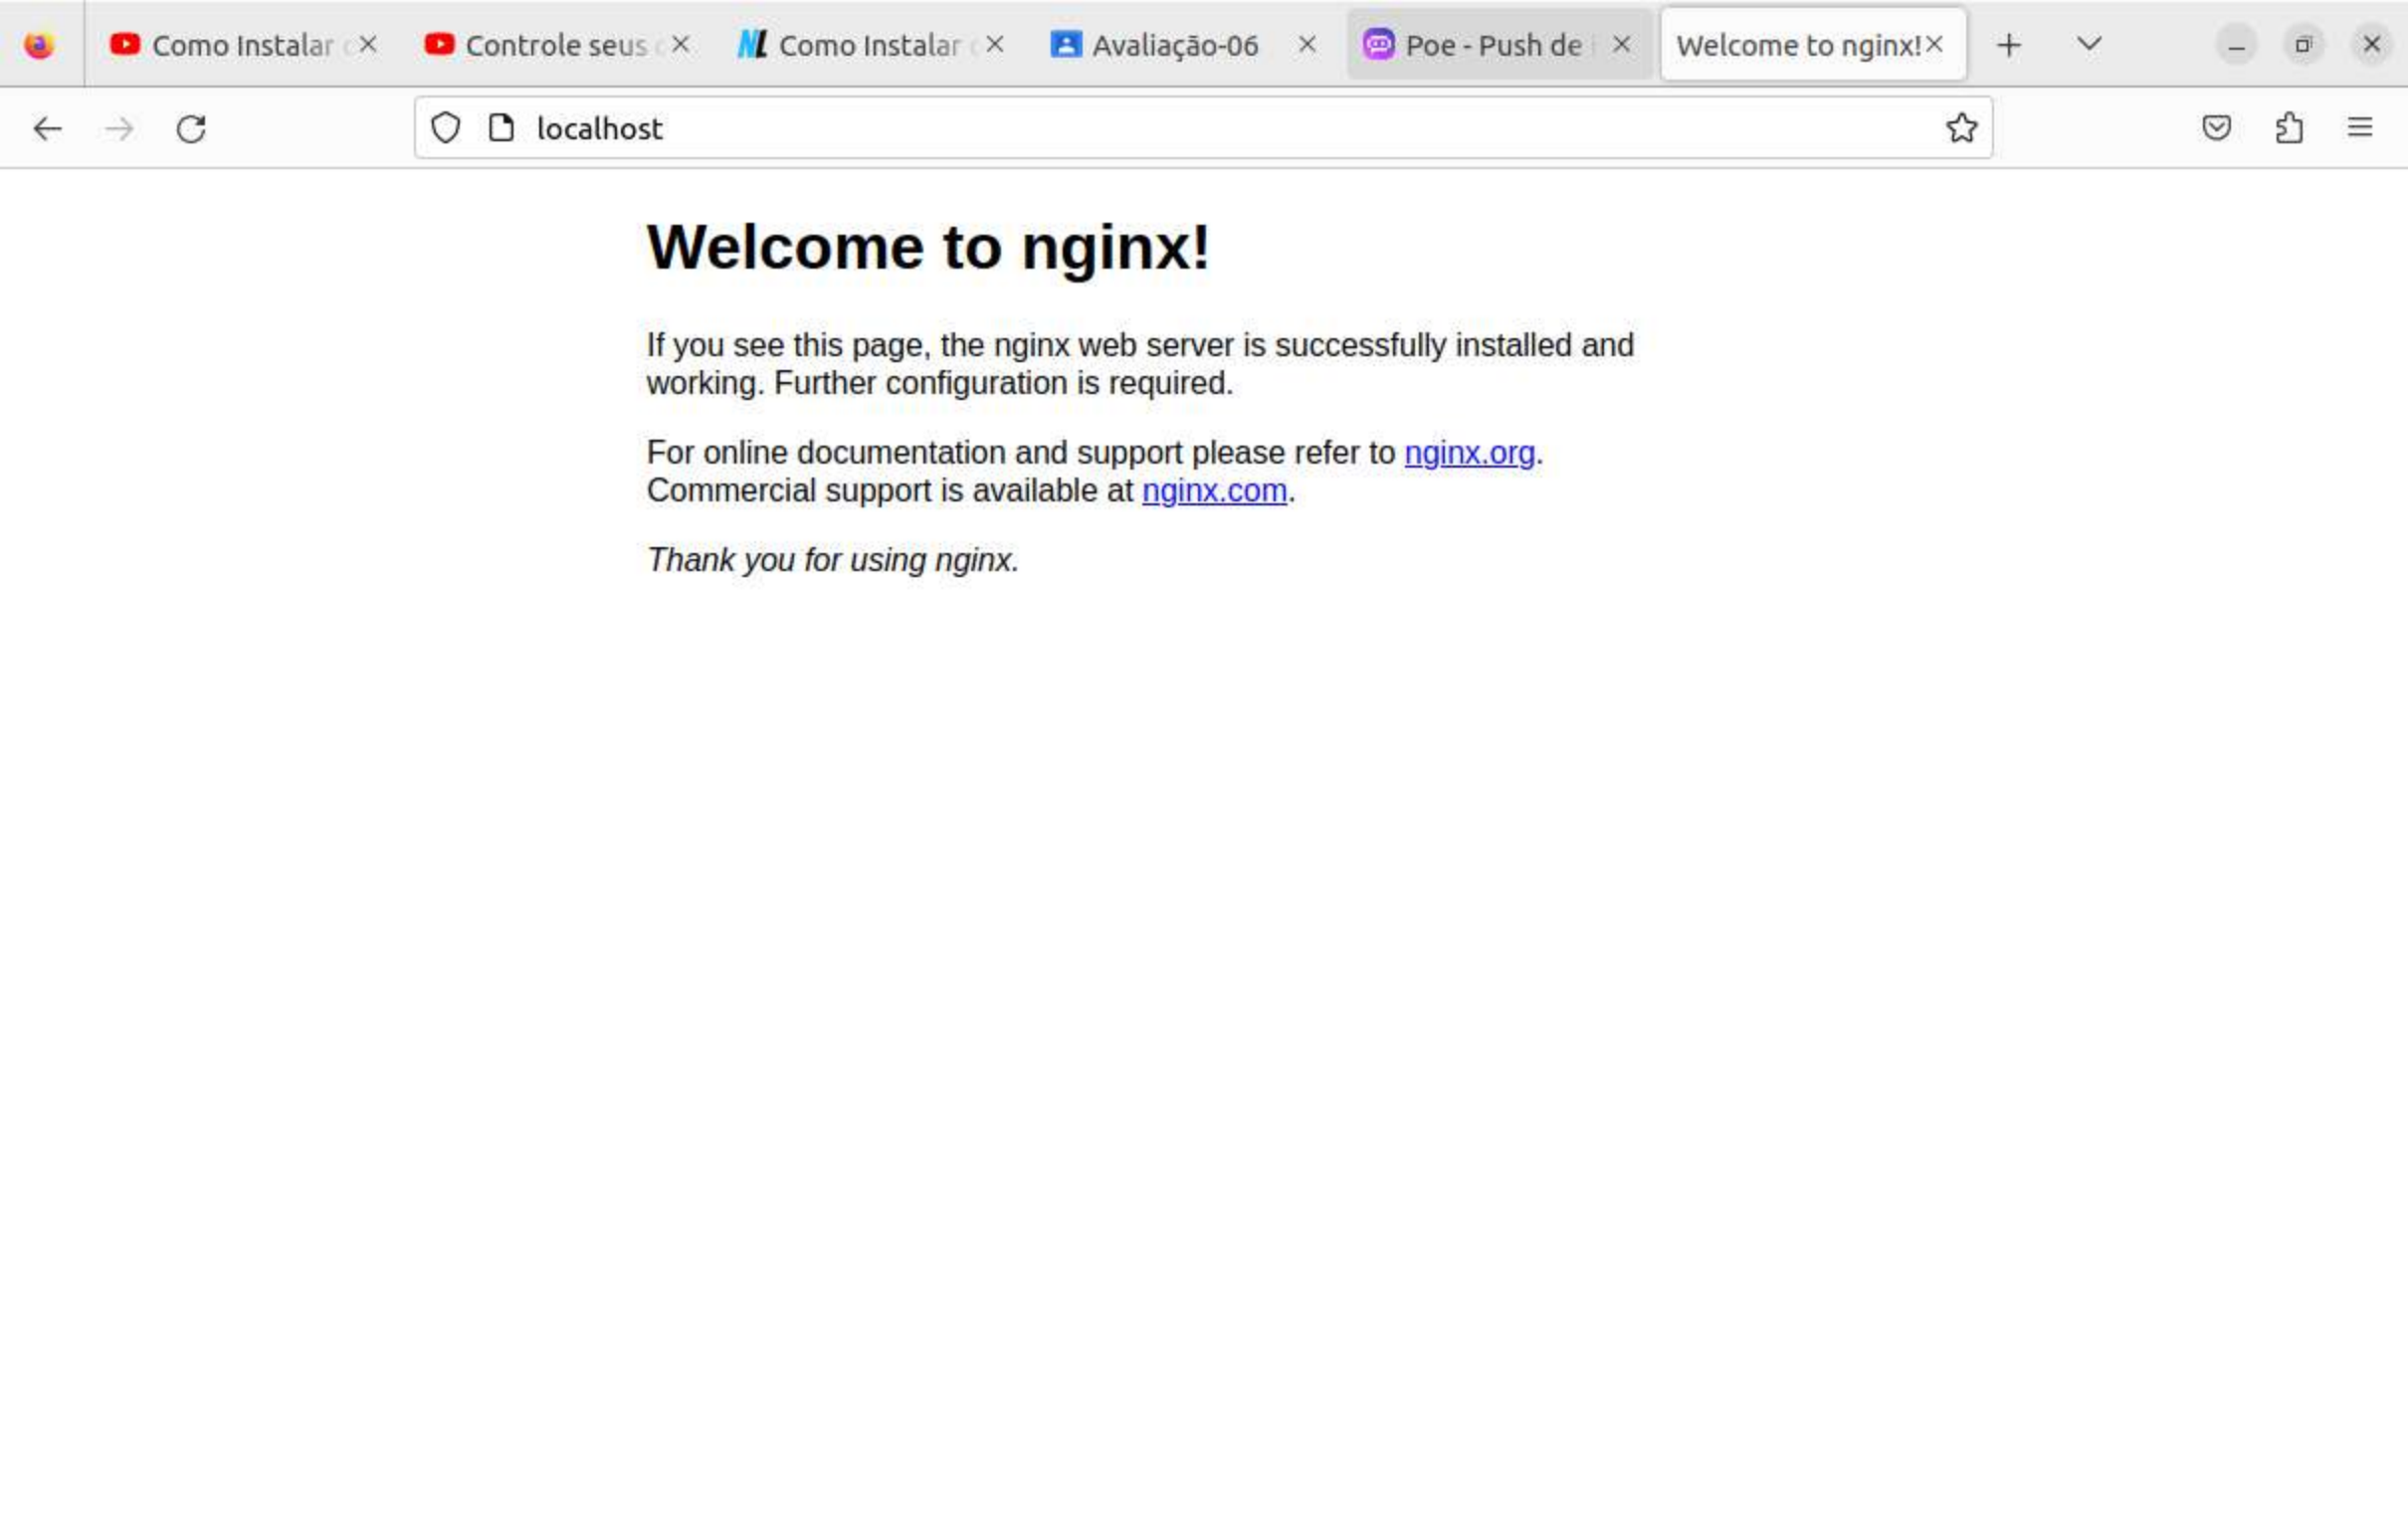 Como Instalar
Controle seus
Como Instalar
Avaliação-06
Poe - Push de
Welcome to nginx!
localhost
Welcome to nginx!
If you see this page, the nginx web server is successfully installed and
working. Further configuration is required.
For online documentation and support please refer to nginx.org.
Commercial support is available at nginx.com.
Thank you for using nginx.